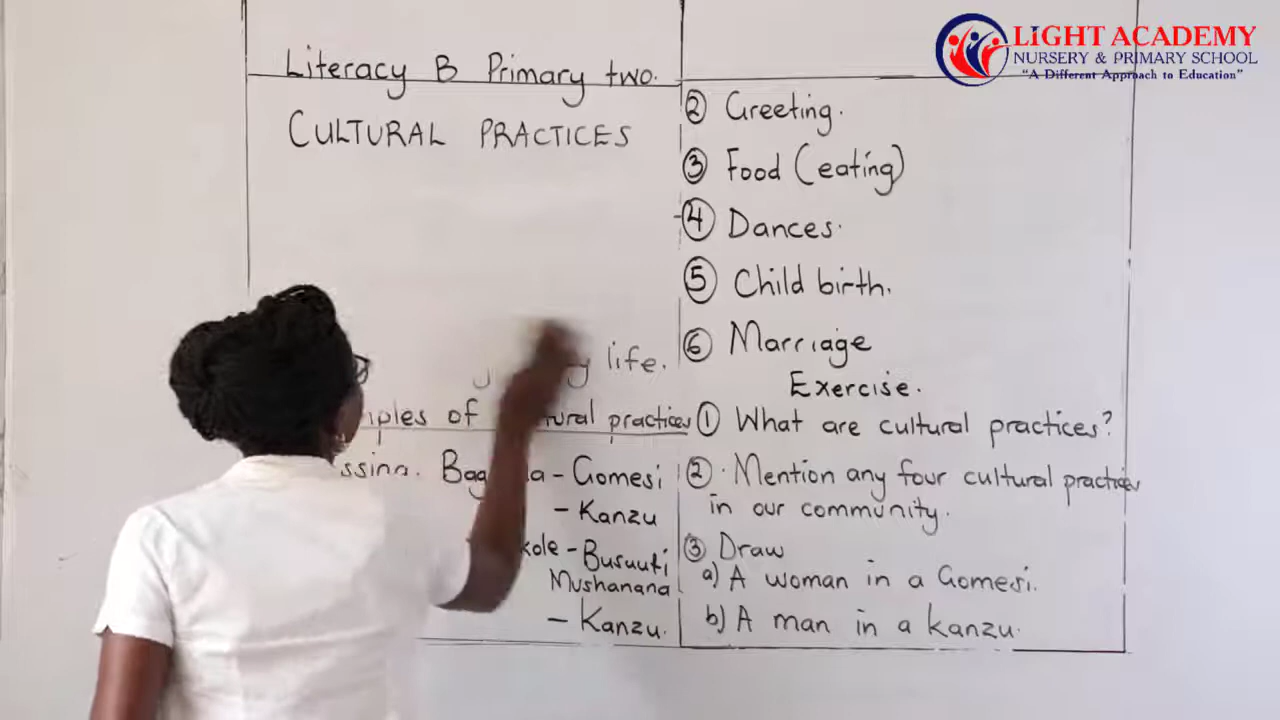 LIGHT ACADEMY
NURSERY & PRIMARY SCHOOL
"A Different Approach to Education"
Literacy B Primary two.
CULTURAL PRACTICES
life.
of practices
Gomesi
- Kanzu
- Busuuti
Mushanana
- Kanzu.
② Greeting.
③ Food (eating)
④ Dances.
⑤ Child birth.
⑥ Marriage
Exercise.
① What are cultural practices?
② Mention any four cultural practices
in our community.
③ Draw
a) A woman in a Gomesi.
b) A man in a kanzu.